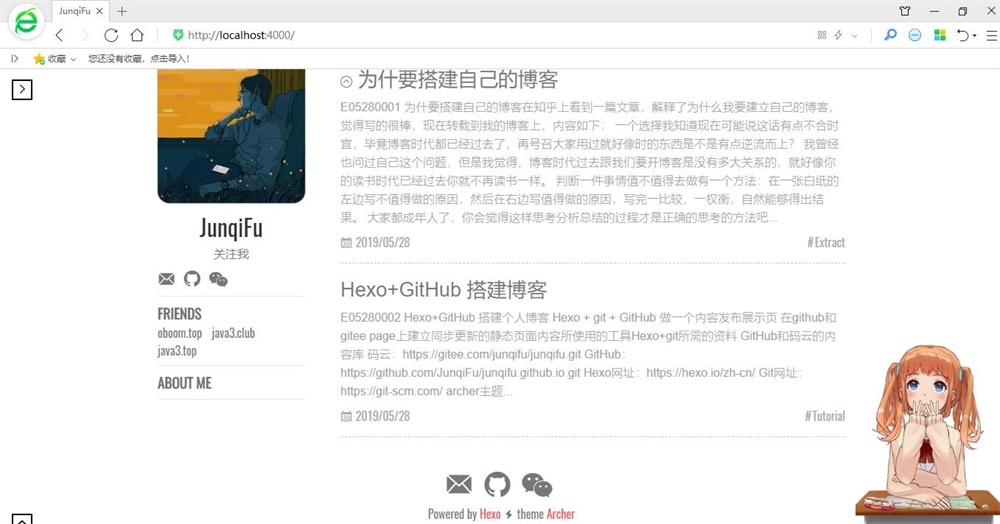 JunqiFu
http://localhost:4000/
收藏 您还没有收藏，点击导入！
JunqiFu
关注我
FRIENDS
oboom.top java3.club
java3.top
ABOUT ME
为什要搭建自己的博客
E05280001 为什要搭建自己的博客在知乎上看到一篇文章，解释了为什么我要建立自己的博客，
觉得写的很棒，现在转载到我的博客上，内容如下： 一个选择我知道现在可能说这话有点不合时
宜，毕竟博客时代都已经过去了，再号召大家用过就好像时的东西是不是有点逆流而上？ 我曾经
也问过自己这个问题，但是我觉得，博客时代过去跟我们要开博客是没有多大关系的，就好像你
的读书时代已经过去你就不再读书一样。 判断一件事情值不值得去做有一个方法：在一张白纸的
左边写不值得做的原因，然后在右边写值得做的原因，写完一比较，一权衡，自然能够得出结
果。 大家都成年人了，你会觉得这样思考分析总结的过程才是正确的思考的方法吧...
2019/05/28 #Extract
Hexo+GitHub 搭建博客
E05280002 Hexo+GitHub 搭建个人博客 Hexo + git + GitHub 做一个内容发布展示页 在github和
gitee page上建立同步更新的静态页面内容所使用的工具Hexo+git所需的资料 GitHub和码云的内
容库 码云：https://gitee.com/junqifu/junqifu.git GitHub：
https://github.com/JunqiFu/junqifu.github.io.git Hexo网址：https://hexo.io/zh-cn/ Git网址：
https://git-scm.com/ archer主题...
2019/05/28 #Tutorial
Powered by Hexo theme Archer